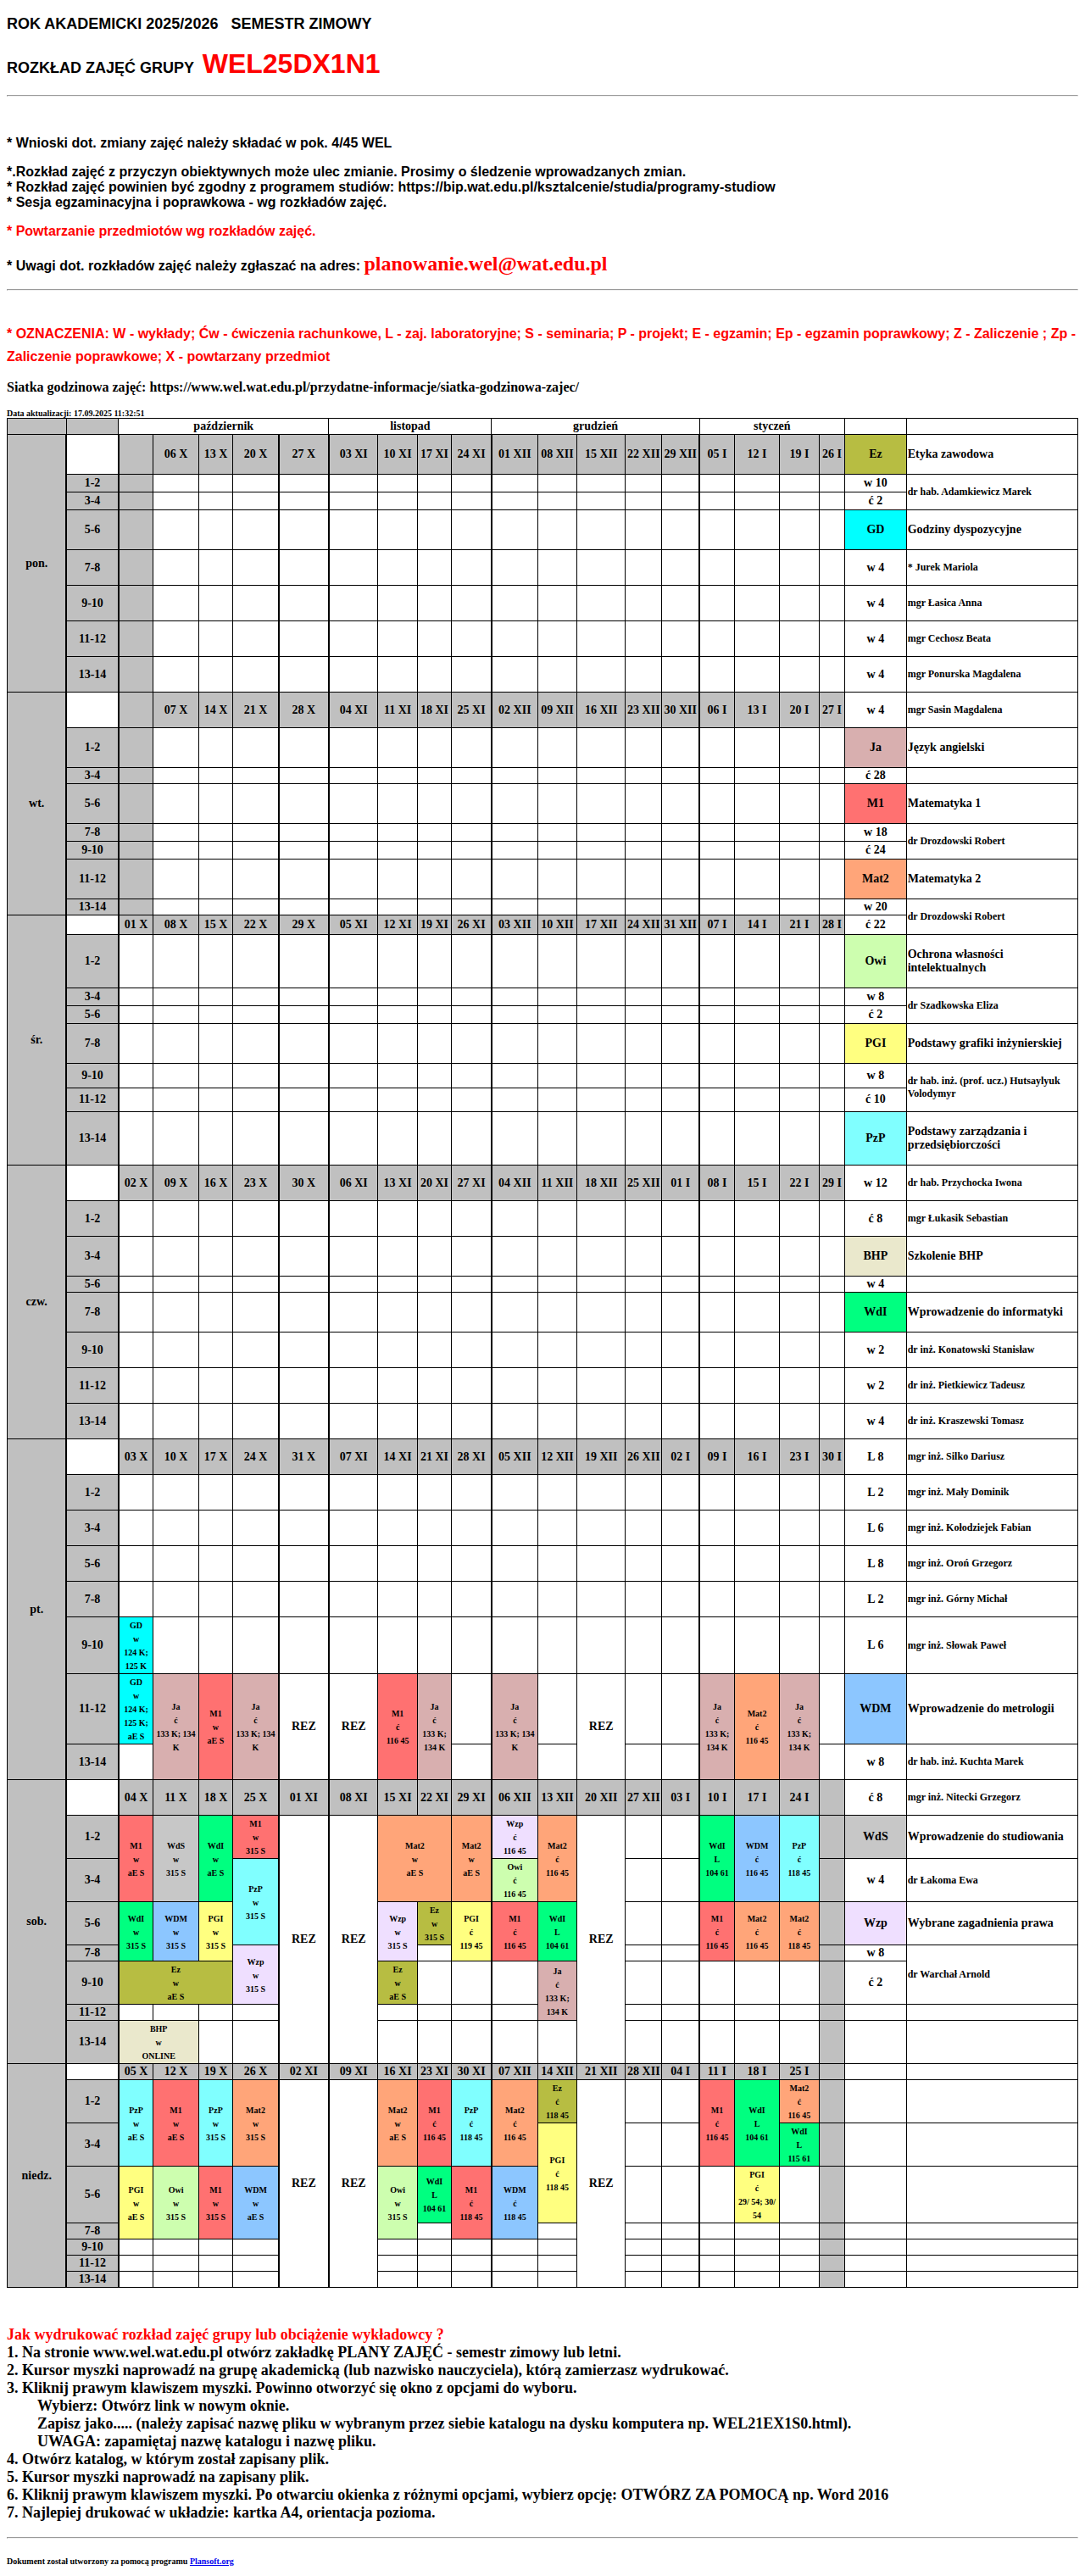 ROK AKADEMICKI 2025/2026 SEMESTR ZIMOWY
ROZKŁAD ZAJĘĆ GRUPY WEL25DX1N1
* Wnioski dot. zmiany zajęć należy składać w pok. 4/45 WEL
*.Rozkład zajęć z przyczyn obiektywnych może ulec zmianie. Prosimy o śledzenie wprowadzanych zmian.
* Rozkład zajęć powinien być zgodny z programem studiów: https://bip.wat.edu.pl/ksztalcenie/studia/programy-studiow
* Sesja egzaminacyjna i poprawkowa - wg rozkładów zajęć.
* Powtarzanie przedmiotów wg rozkładów zajęć.
* Uwagi dot. rozkładów zajęć należy zgłaszać na adres: planowanie.wel@wat.edu.pl
* OZNACZENIA: W - wykłady; Ćw - ćwiczenia rachunkowe, L - zaj. laboratoryjne; S - seminaria; P - projekt; E - egzamin; Ep - egzamin poprawkowy; Z - Zaliczenie ; Zp -
Zaliczenie poprawkowe; X - powtarzany przedmiot
Siatka godzinowa zajęć: https://www.wel.wat.edu.pl/przydatne-informacje/siatka-godzinowa-zajec/
Data aktualizacji: 17.09.2025 11:32:51
październik listopad grudzień styczeń
pon. 06 X 13 X 20 X 27 X 03 XI 10 XI 17 XI 24 XI 01 XII 08 XII 15 XII 22 XII 29 XII 05 I 12 I 19 I 26 I Ez Etyka zawodowa
1-2 w 10 dr hab. Adamkiewicz Marek
3-4 ć 2
5-6 GD Godziny dyspozycyjne
7-8 w 4 * Jurek Mariola
9-10 w 4 mgr Łasica Anna
11-12 w 4 mgr Cechosz Beata
13-14 w 4 mgr Ponurska Magdalena
wt. 07 X 14 X 21 X 28 X 04 XI 11 XI 18 XI 25 XI 02 XII 09 XII 16 XII 23 XII 30 XII 06 I 13 I 20 I 27 I w 4 mgr Sasin Magdalena
1-2 Ja Język angielski
3-4 ć 28
5-6 M1 Matematyka 1
7-8 w 18 dr Drozdowski Robert
9-10 ć 24
11-12 Mat2 Matematyka 2
13-14 w 20 dr Drozdowski Robert
śr. 01 X 08 X 15 X 22 X 29 X 05 XI 12 XI 19 XI 26 XI 03 XII 10 XII 17 XII 24 XII 31 XII 07 I 14 I 21 I 28 I ć 22
1-2 Owi Ochrona własności
intelektualnych
3-4 w 8 dr Szadkowska Eliza
5-6 ć 2
7-8 PGI Podstawy grafiki inżynierskiej
9-10 w 8 dr hab. inż. (prof. ucz.) Hutsaylyuk
Volodymyr
11-12 ć 10
13-14 PzP Podstawy zarządzania i
przedsiębiorczości
czw. 02 X 09 X 16 X 23 X 30 X 06 XI 13 XI 20 XI 27 XI 04 XII 11 XII 18 XII 25 XII 01 I 08 I 15 I 22 I 29 I w 12 dr hab. Przychocka Iwona
1-2 ć 8 mgr Łukasik Sebastian
3-4 BHP Szkolenie BHP
5-6 w 4
7-8 WdI Wprowadzenie do informatyki
9-10 w 2 dr inż. Konatowski Stanisław
11-12 w 2 dr inż. Pietkiewicz Tadeusz
13-14 w 4 dr inż. Kraszewski Tomasz
pt. 03 X 10 X 17 X 24 X 31 X 07 XI 14 XI 21 XI 28 XI 05 XII 12 XII 19 XII 26 XII 02 I 09 I 16 I 23 I 30 I L 8 mgr inż. Silko Dariusz
1-2 L 2 mgr inż. Mały Dominik
3-4 L 6 mgr inż. Kołodziejek Fabian
5-6 L 8 mgr inż. Oroń Grzegorz
7-8 L 2 mgr inż. Górny Michał
9-10 GD w 124 K; 125 K L 6 mgr inż. Słowak Paweł
11-12 GD w 124 K; 125 K; aE S Ja ć 133 K; 134 K M1 w aE S Ja ć 133 K; 134 K REZ REZ M1 ć 116 45 Ja ć 133 K; 134 K Ja ć 133 K; 134 K REZ Ja ć 133 K; 134 K Mat2 ć 116 45 Ja ć 133 K; 134 K WDM Wprowadzenie do metrologii
13-14 w 8 dr hab. inż. Kuchta Marek
sob. 04 X 11 X 18 X 25 X 01 XI 08 XI 15 XI 22 XI 29 XI 06 XII 13 XII 20 XII 27 XII 03 I 10 I 17 I 24 I ć 8 mgr inż. Nitecki Grzegorz
1-2 M1 w aE S WdS w 315 S WdI w aE S M1 w 315 S REZ REZ Mat2 w aE S Mat2 w aE S Wzp ć 116 45 Mat2 ć 116 45 REZ WdI L 104 61 WDM ć 116 45 PzP ć 118 45 WdS Wprowadzenie do studiowania
3-4 PzP w 315 S Owi ć 116 45 w 4 dr Łakoma Ewa
5-6 WdI w 315 S WDM w 315 S PGI w 315 S Wzp w 315 S Ez w 315 S PGI ć 119 45 M1 ć 116 45 WdI L 104 61 M1 ć 116 45 Mat2 ć 116 45 Mat2 ć 118 45 Wzp Wybrane zagadnienia prawa
7-8 Wzp w 315 S w 8 dr Warchał Arnold
9-10 Ez w aE S Ez w aE S Ja ć 133 K; 134 K ć 2
11-12
13-14 BHP w ONLINE
niedz. 05 X 12 X 19 X 26 X 02 XI 09 XI 16 XI 23 XI 30 XI 07 XII 14 XII 21 XII 28 XII 04 I 11 I 18 I 25 I
1-2 PzP w aE S M1 w aE S PzP w 315 S Mat2 w 315 S REZ REZ Mat2 w aE S M1 ć 116 45 PzP ć 118 45 Mat2 ć 116 45 Ez ć 118 45 REZ M1 ć 116 45 WdI L 104 61 Mat2 ć 116 45
3-4 PGI ć 118 45 WdI L 115 61
5-6 PGI w aE S Owi w 315 S M1 w 315 S WDM w aE S Owi w 315 S WdI L 104 61 M1 ć 118 45 WDM ć 118 45 PGI ć 29/ 54; 30/ 54
7-8
9-10
11-12
13-14
Jak wydrukować rozkład zajęć grupy lub obciążenie wykładowcy ?
1. Na stronie www.wel.wat.edu.pl otwórz zakładkę PLANY ZAJĘĆ - semestr zimowy lub letni.
2. Kursor myszki naprowadź na grupę akademicką (lub nazwisko nauczyciela), którą zamierzasz wydrukować.
3. Kliknij prawym klawiszem myszki. Powinno otworzyć się okno z opcjami do wyboru.
Wybierz: Otwórz link w nowym oknie.
Zapisz jako..... (należy zapisać nazwę pliku w wybranym przez siebie katalogu na dysku komputera np. WEL21EX1S0.html).
UWAGA: zapamiętaj nazwę katalogu i nazwę pliku.
4. Otwórz katalog, w którym został zapisany plik.
5. Kursor myszki naprowadź na zapisany plik.
6. Kliknij prawym klawiszem myszki. Po otwarciu okienka z różnymi opcjami, wybierz opcję: OTWÓRZ ZA POMOCĄ np. Word 2016
7. Najlepiej drukować w układzie: kartka A4, orientacja pozioma.
Dokument został utworzony za pomocą programu Plansoft.org